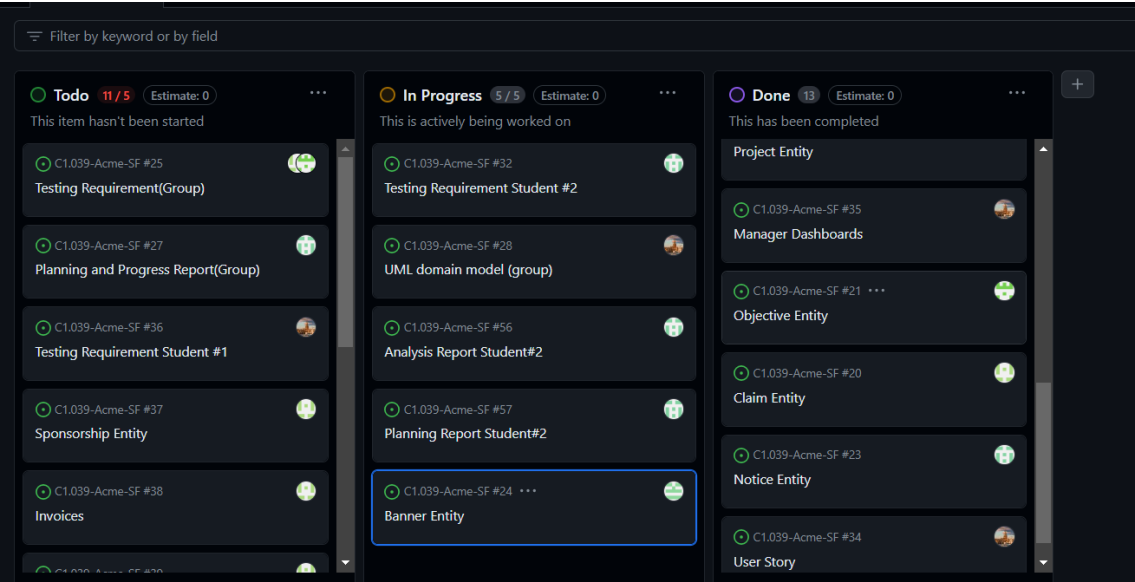 Filter by keyword or by field
Todo 11 / 5 Estimate: 0
This item hasn't been started
C1.039-Acme-SF #25
Testing Requirement(Group)
C1.039-Acme-SF #27
Planning and Progress Report(Group)
C1.039-Acme-SF #36
Testing Requirement Student #1
C1.039-Acme-SF #37
Sponsorship Entity
C1.039-Acme-SF #38
Invoices
C1.039-Acme-SF #39
In Progress 5 / 5 Estimate: 0
This is actively being worked on
C1.039-Acme-SF #32
Testing Requirement Student #2
C1.039-Acme-SF #28
UML domain model (group)
C1.039-Acme-SF #56
Analysis Report Student#2
C1.039-Acme-SF #57
Planning Report Student#2
C1.039-Acme-SF #24
Banner Entity
Done 13 Estimate: 0
This has been completed
Project Entity
C1.039-Acme-SF #35
Manager Dashboards
C1.039-Acme-SF #21
Objective Entity
C1.039-Acme-SF #20
Claim Entity
C1.039-Acme-SF #23
Notice Entity
C1.039-Acme-SF #34
User Story